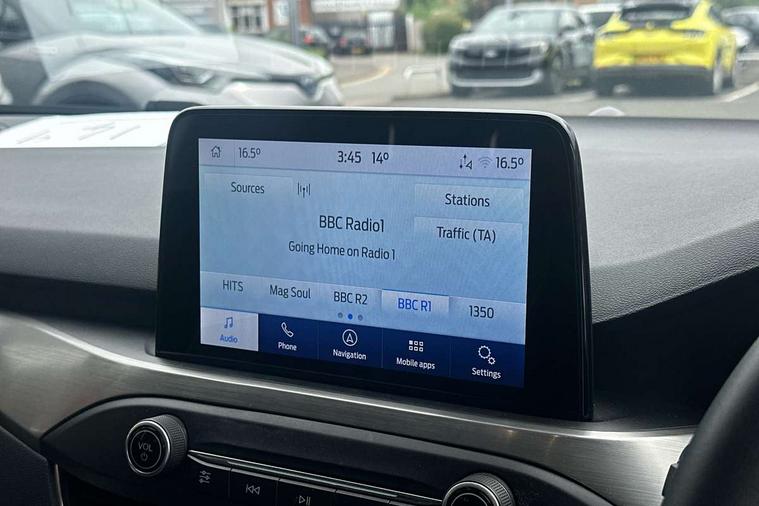 16.5° 3:45 14° 16.5°
Sources Stations
BBC Radio1
Traffic (TA)
Going Home on Radio 1
HITS Mag Soul BBC R2 BBC R1 1350
Audio Phone Navigation Mobile apps Settings
VOL
TUNE